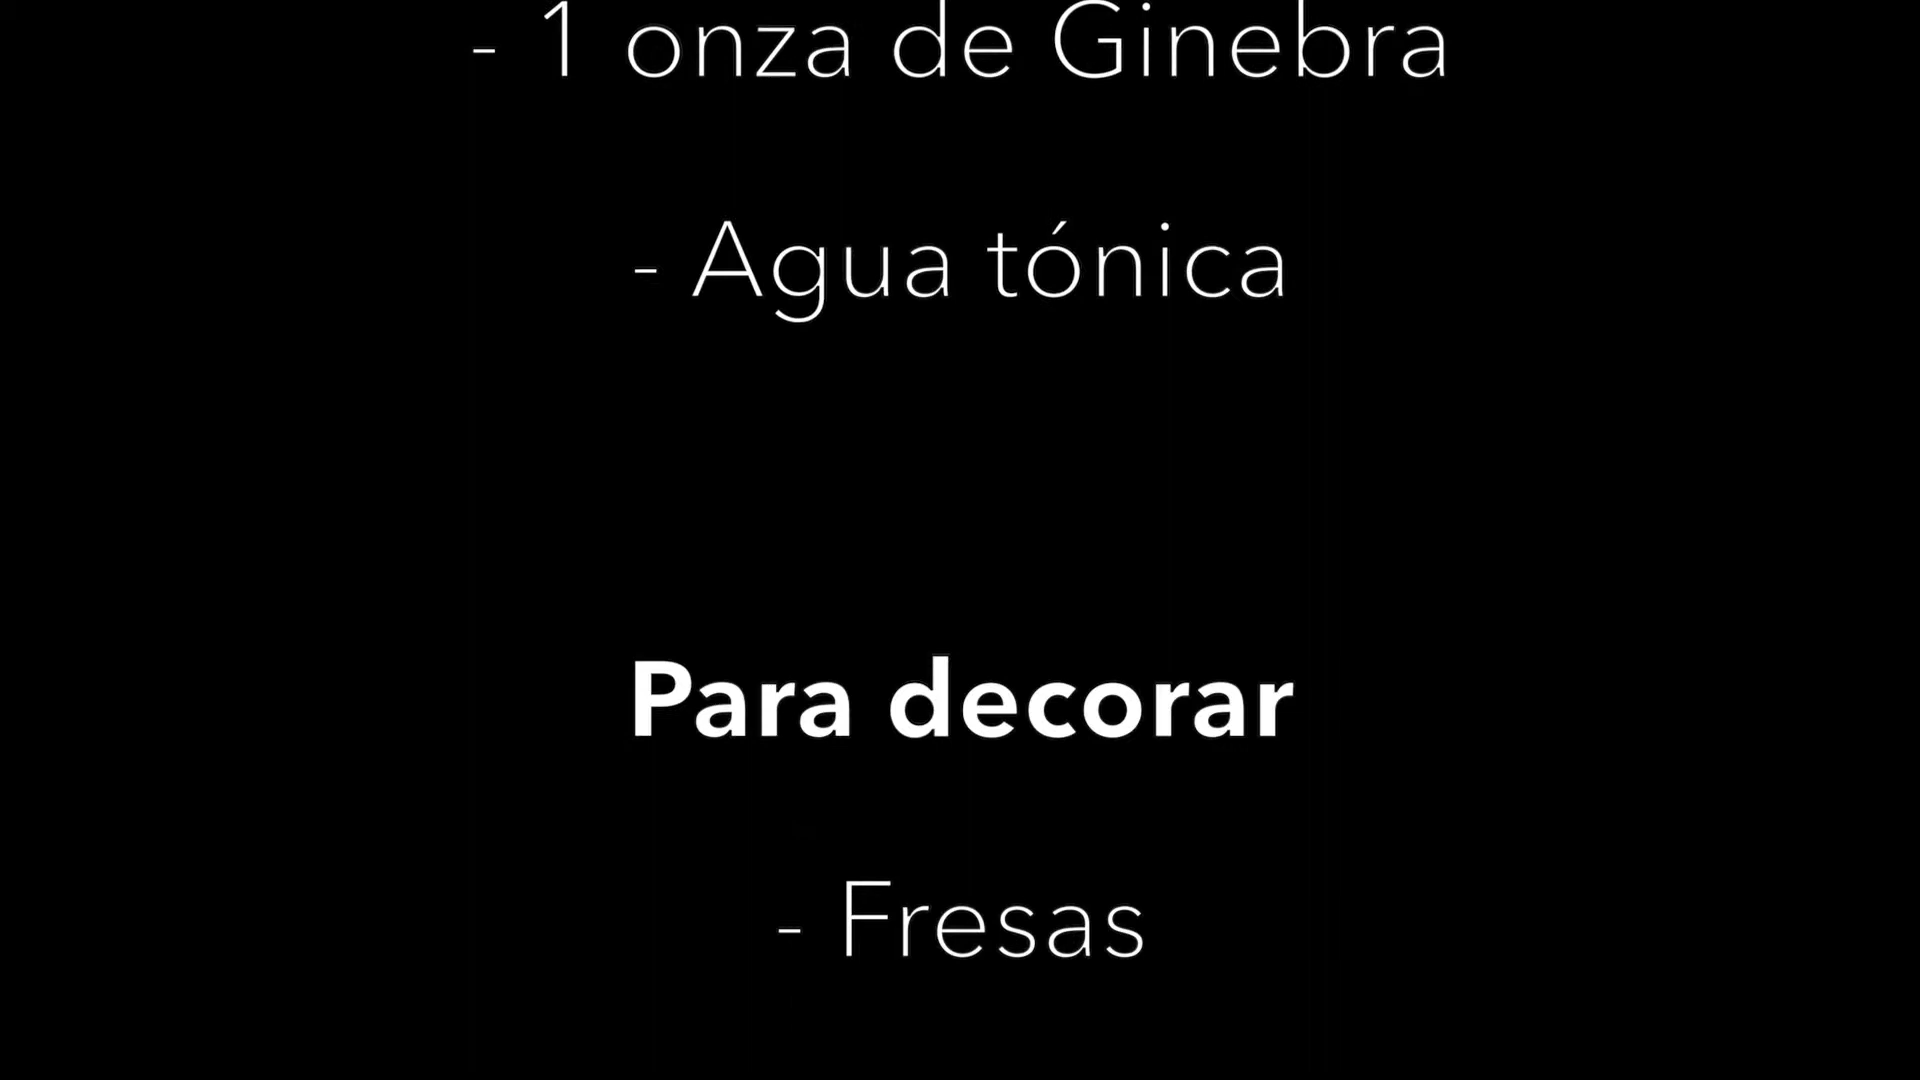 - 1 onza de Ginebra
- Agua tónica
Para decorar
- Fresas